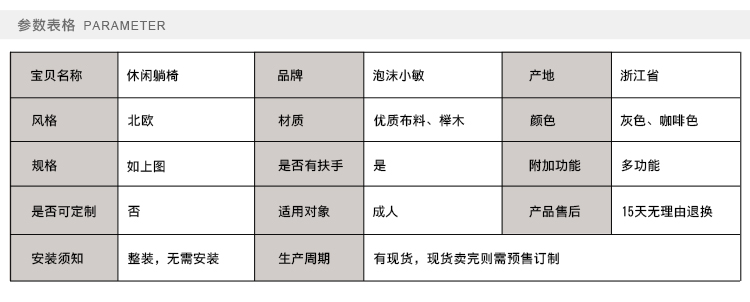 参数表格 PARAMETER
宝贝名称 休闲躺椅 品牌 泡沫小敏 产地 浙江省
风格 北欧 材质 优质布料、榉木 颜色 灰色、咖啡色
规格 如上图 是否有扶手 是 附加功能 多功能
是否可定制 否 适用对象 成人 产品售后 15天无理由退换
安装须知 整装，无需安装 生产周期 有现货，现货卖完则需预售订制